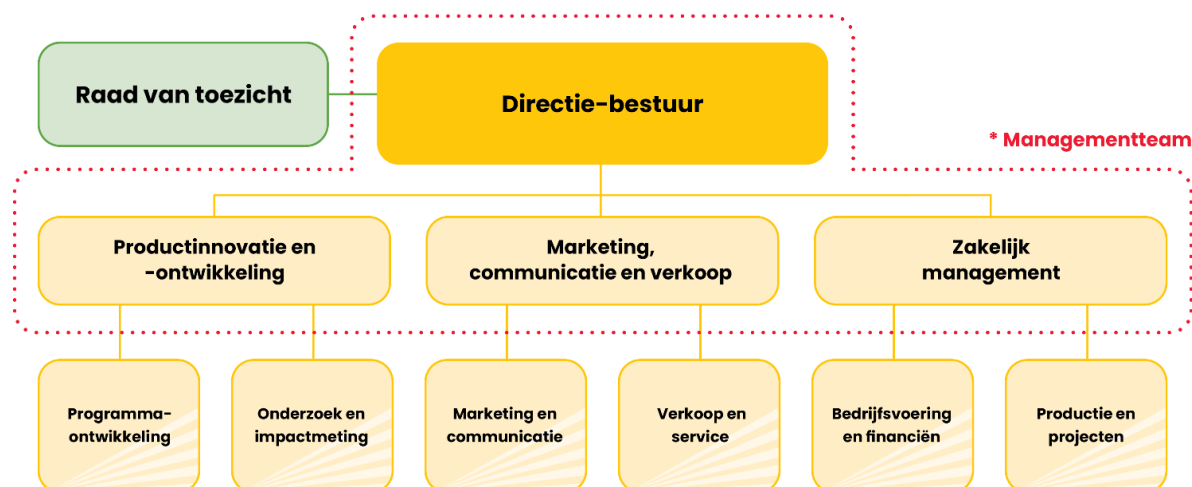 Raad van toezicht
Directie-bestuur
* Managementteam
Productinnovatie en
-ontwikkeling
Marketing,
communicatie en verkoop
Zakelijk
management
Programma-
ontwikkeling
Onderzoek en
impactmeting
Marketing en
communicatie
Verkoop en
service
Bedrijfsvoering
en financiën
Productie en
projecten